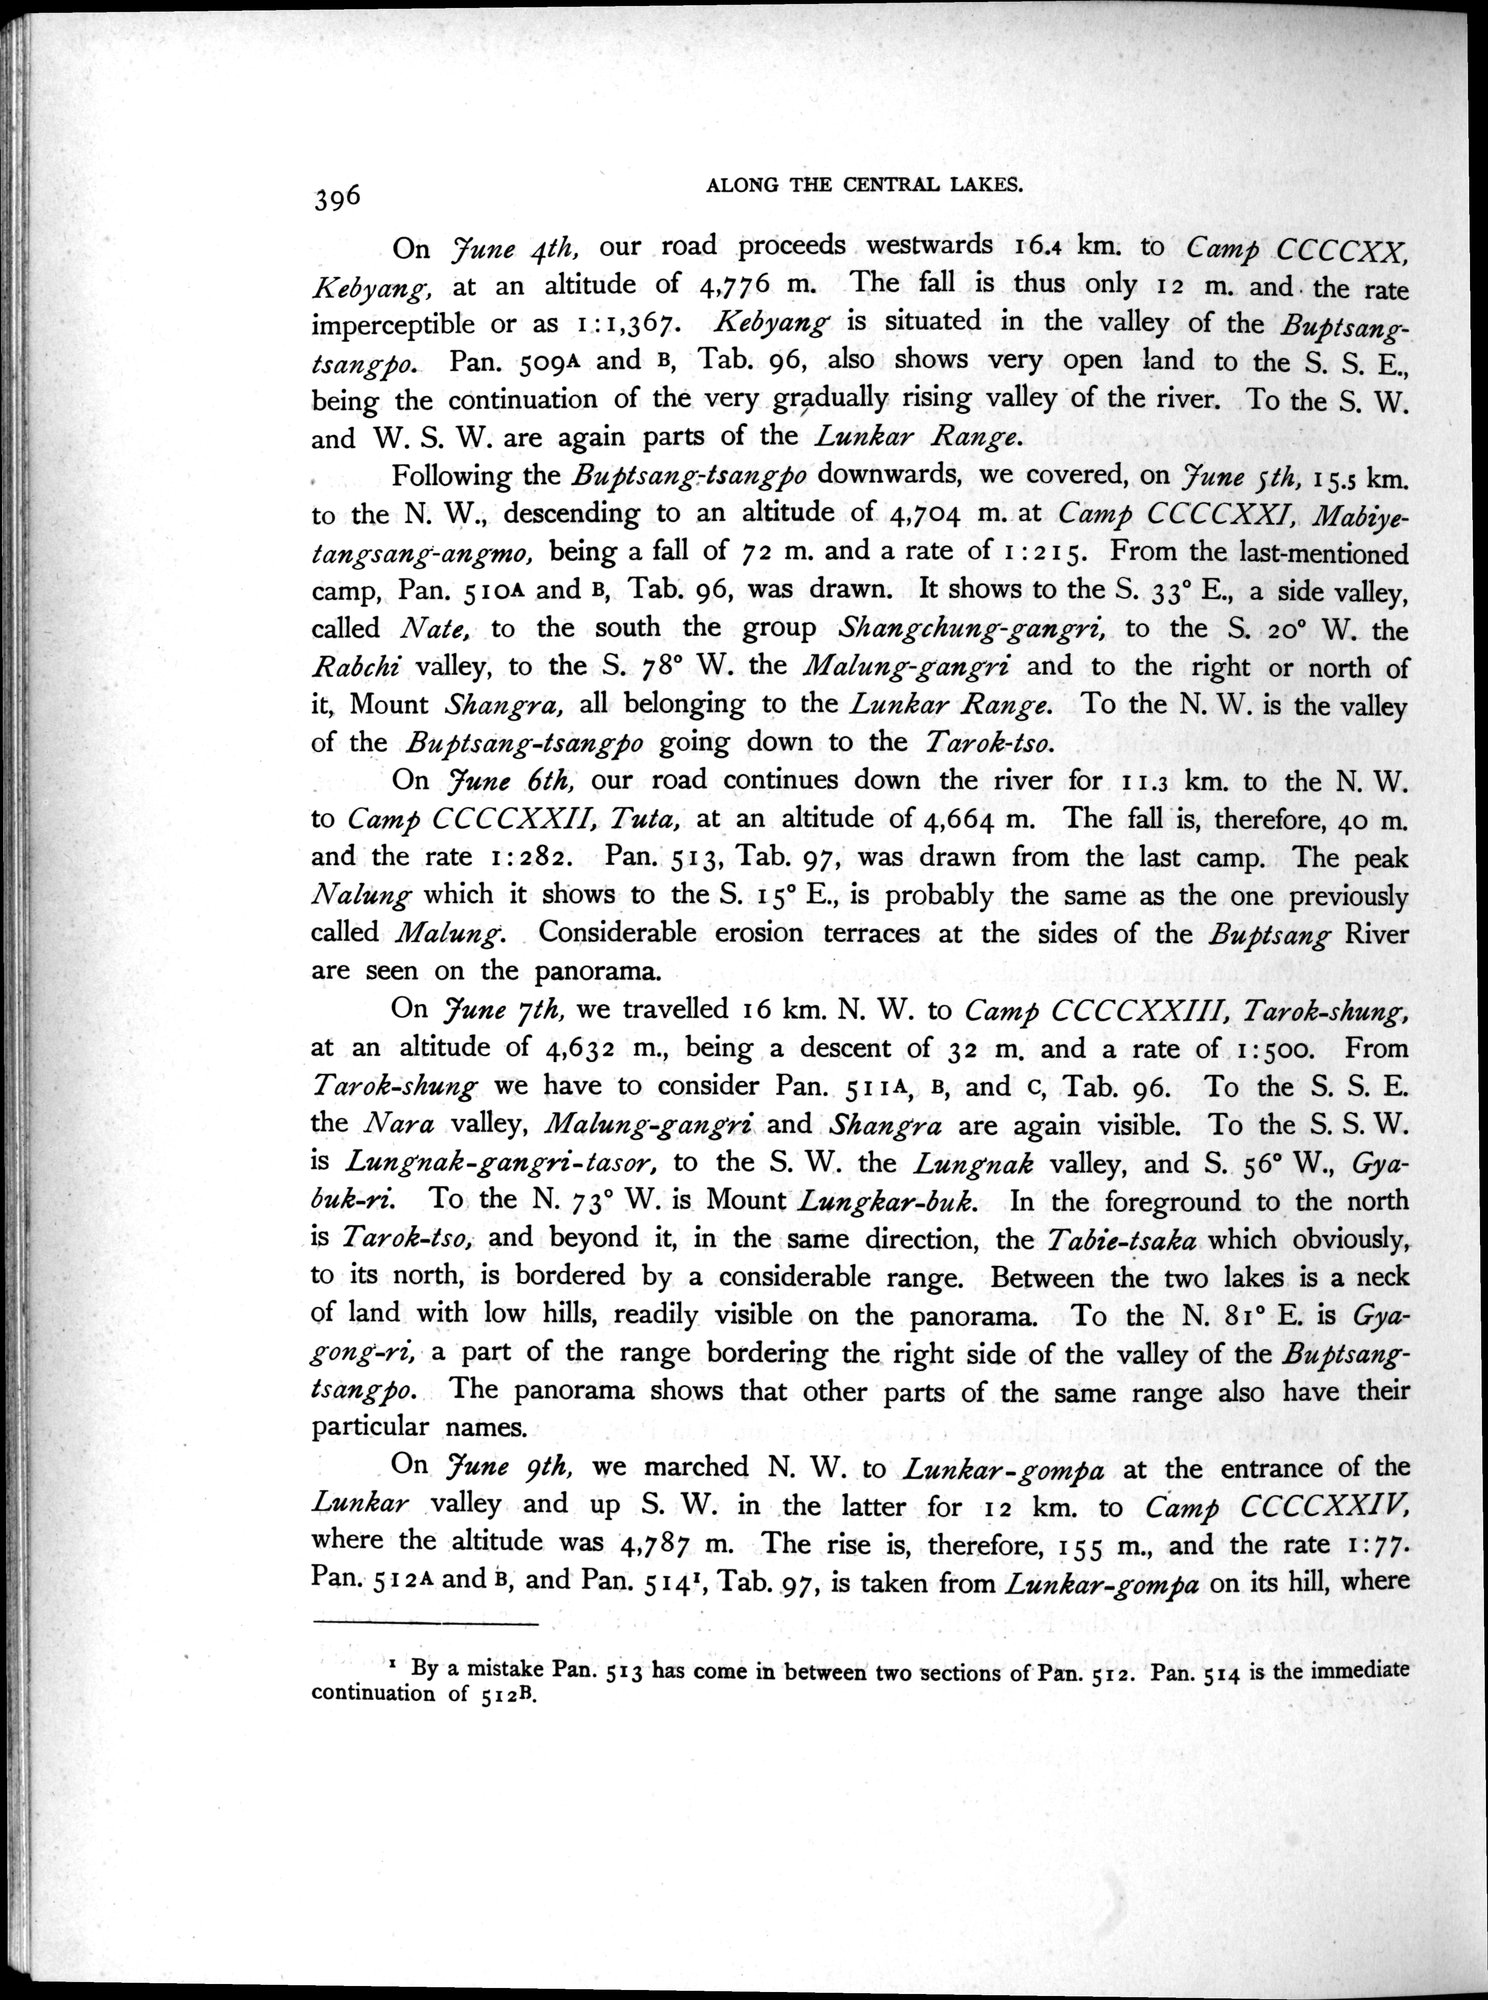 396
ALONG THE CENTRAL LAKES.
On June 4th, our road proceeds westwards 16.4 km. to Camp CCCCXX,
Kebyang, at an altitude of 4,776 m. The fall is thus only 12 m. and the rate
imperceptible or as 1:1,367. Kebyang is situated in the valley of the Buptsang-
tsangpo. Pan. 509A and B, Tab. 96, also shows very open land to the S. S. E.,
being the continuation of the very gradually rising valley of the river. To the S. W.
and W. S. W. are again parts of the Lunkar Range.
Following the Buptsang-tsangpo downwards, we covered, on June 5th, 15.5 km.
to the N. W., descending to an altitude of 4,704 m. at Camp CCCCXXI, Mabiye-
tangsang-angmo, being a fall of 72 m. and a rate of 1:215. From the last-mentioned
camp, Pan. 510A and B, Tab. 96, was drawn. It shows to the S. 33° E., a side valley,
called Nate, to the south the group Shangchung-gangri, to the S. 20° W. the
Rabchi valley, to the S. 78° W. the Malung-gangri and to the right or north of
it, Mount Shangra, all belonging to the Lunkar Range. To the N. W. is the valley
of the Buptsang-tsangpo going down to the Tarok-tso.
On June 6th, our road continues down the river for 11.3 km. to the N. W.
to Camp CCCCXXII, Tuta, at an altitude of 4,664 m. The fall is, therefore, 40 m.
and the rate 1:282. Pan. 513, Tab. 97, was drawn from the last camp. The peak
Nalung which it shows to the S. 15° E., is probably the same as the one previously
called Malung. Considerable erosion terraces at the sides of the Buptsang River
are seen on the panorama.
On June 7th, we travelled 16 km. N. W. to Camp CCCCXXIII, Tarok-shung,
at an altitude of 4,632 m., being a descent of 32 m. and a rate of 1:500. From
Tarok-shung we have to consider Pan. 511A, B, and C, Tab. 96. To the S. S. E.
the Nara valley, Malung-gangri and Shangra are again visible. To the S. S. W.
is Lungnak-gangri-tasor, to the S. W. the Lungnak valley, and S. 56° W., Gya-
buk-ri. To the N. 73° W. is Mount Lungkar-buk. In the foreground to the north
is Tarok-tso, and beyond it, in the same direction, the Tabie-tsaka which obviously,
to its north, is bordered by a considerable range. Between the two lakes is a neck
of land with low hills, readily visible on the panorama. To the N. 81° E. is Gya-
gong-ri, a part of the range bordering the right side of the valley of the Buptsang-
tsangpo. The panorama shows that other parts of the same range also have their
particular names.
On June 9th, we marched N. W. to Lunkar-gompa at the entrance of the
Lunkar valley and up S. W. in the latter for 12 km. to Camp CCCCXXIV,
where the altitude was 4,787 m. The rise is, therefore, 155 m., and the rate 1:77.
Pan. 512A and B, and Pan. 514¹, Tab. 97, is taken from Lunkar-gompa on its hill, where
¹ By a mistake Pan. 513 has come in between two sections of Pan. 512. Pan. 514 is the immediate
continuation of 512B.